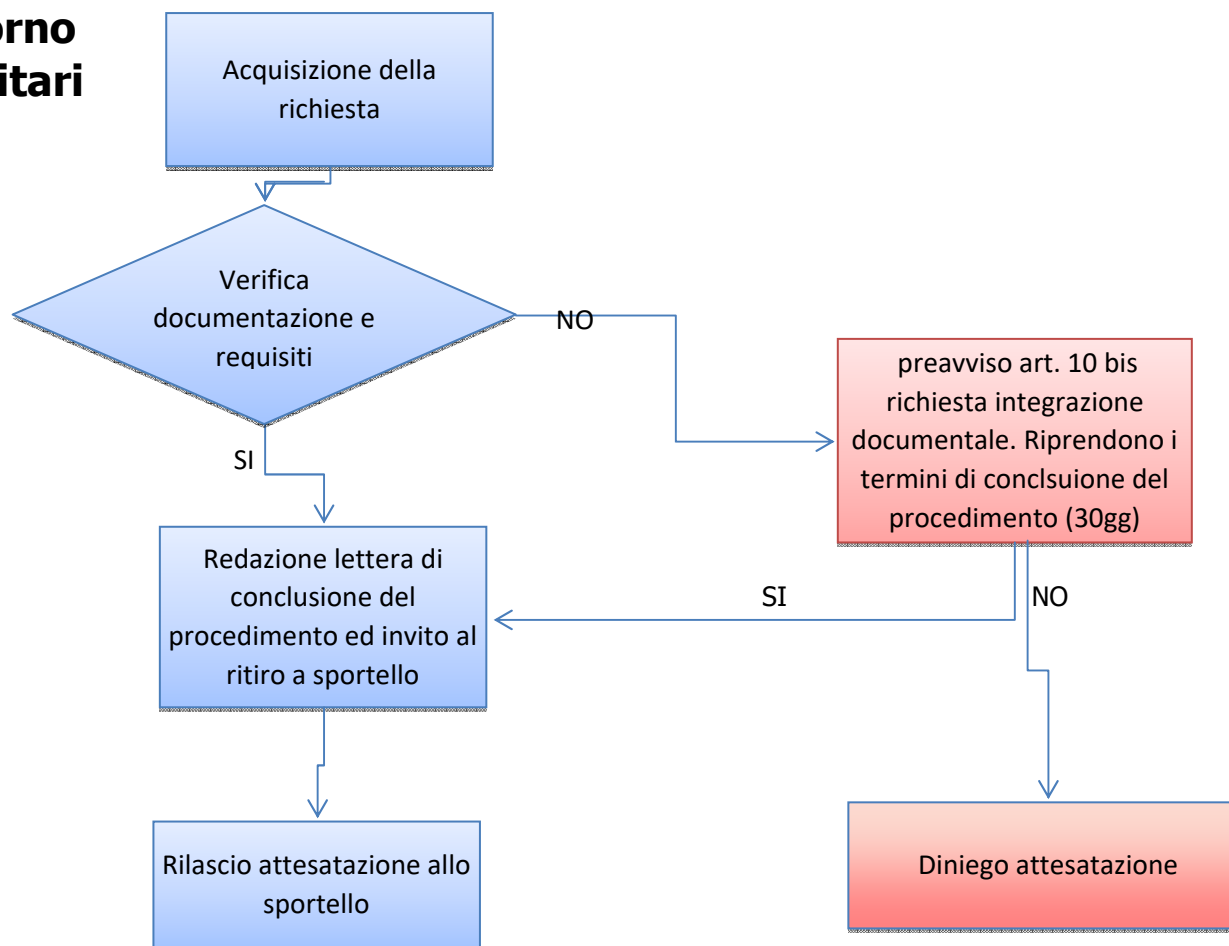 orno
itari
Acquisizione della
richiesta
Verifica
documentazione e
requisiti
NO
preavviso art. 10 bis
richiesta integrazione
documentale. Riprendono i
termini di conclsuione del
procedimento (30gg)
SI
Redazione lettera di
conclusione del
procedimento ed invito al
ritiro a sportello
SI
NO
Rilascio attesatazione allo
sportello
Diniego attesatazione